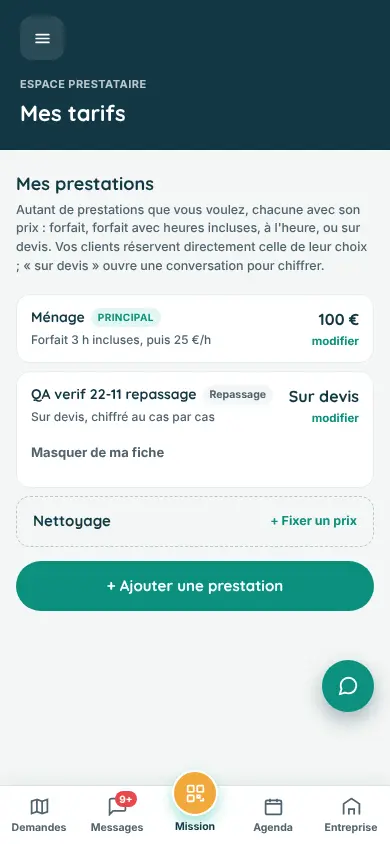 ESPACE PRESTATAIRE
Mes tarifs
Mes prestations
Autant de prestations que vous voulez, chacune avec son
prix : forfait, forfait avec heures incluses, à l'heure, ou sur
devis. Vos clients réservent directement celle de leur choix
; « sur devis » ouvre une conversation pour chiffrer.
Ménage PRINCIPAL 100 €
Forfait 3 h incluses, puis 25 €/h modifier
QA verif 22-11 repassage Repassage Sur devis
Sur devis, chiffré au cas par cas modifier
Masquer de ma fiche
Nettoyage + Fixer un prix
+ Ajouter une prestation
9+
Demandes Messages Mission Agenda Entreprise